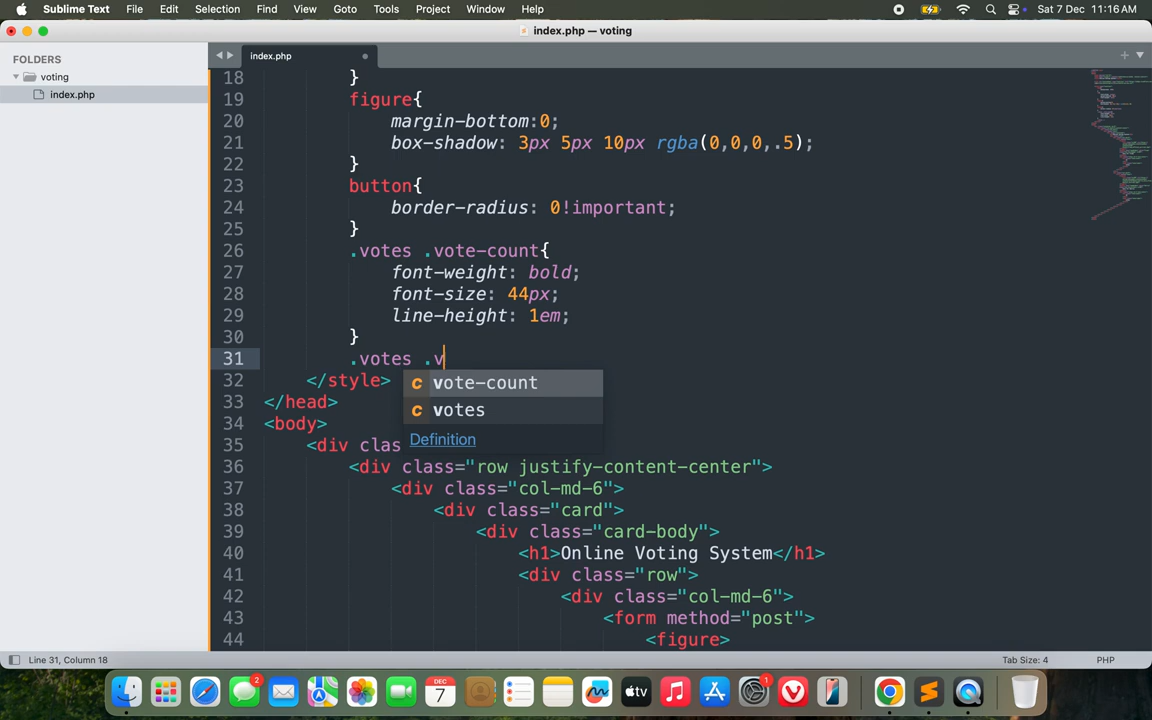 Sublime Text File Edit Selection Find View Goto Tools Project Window Help Sat 7 Dec 11:16 AM
index.php — voting
FOLDERS
voting
index.php
index.php
18 }
19 figure{
20 margin-bottom:0;
21 box-shadow: 3px 5px 10px rgba(0,0,0,.5);
22 }
23 button{
24 border-radius: 0!important;
25 }
26 .votes .vote-count{
27 font-weight: bold;
28 font-size: 44px;
29 line-height: 1em;
30 }
31 .votes .v
32 </style>
c vote-count
33 </head>
c votes
34 <body>
Definition
35 <div clas
36 <div class="row justify-content-center">
37 <div class="col-md-6">
38 <div class="card">
39 <div class="card-body">
40 <h1>Online Voting System</h1>
41 <div class="row">
42 <div class="col-md-6">
43 <form method="post">
44 <figure>
Line 31, Column 18 Tab Size: 4 PHP
2
DEC
7
tv
1